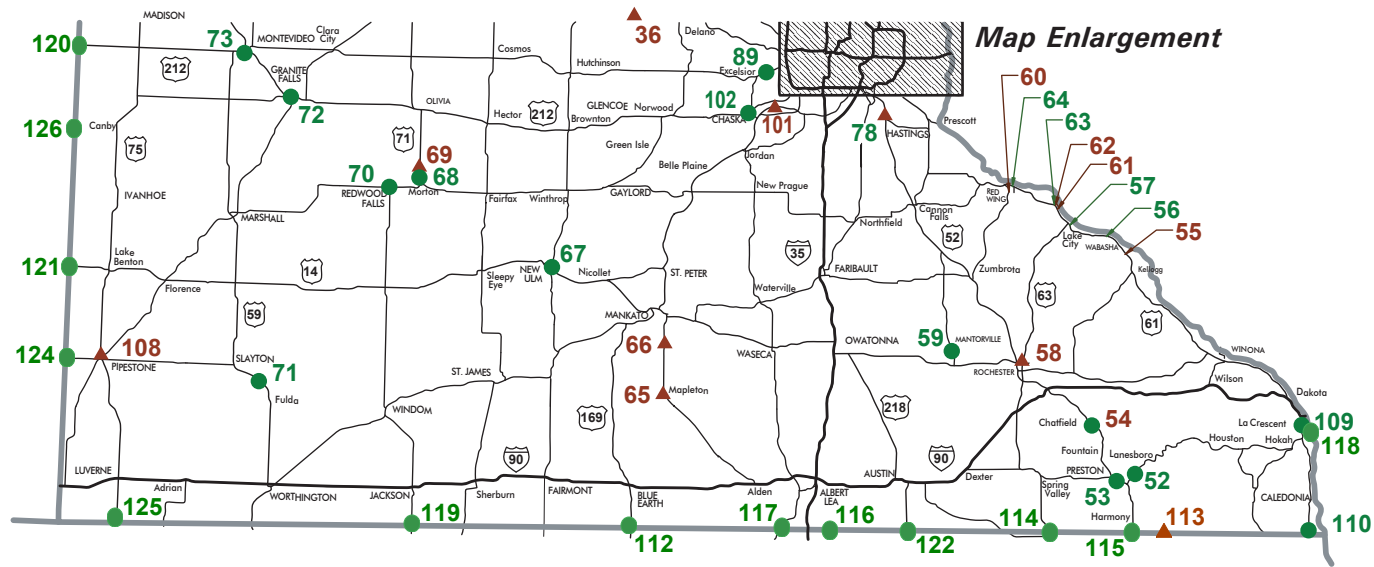 MADISON
120
73
MONTEVIDEO
Clara
City
36
Delano
89
Map Enlargement
212
Cosmos
Hutchinson
Excelsior
GRANITE
FALLS
60
64
63
62
61
57
56
55
72
OLIVIA
Hector
212
GLENCOE
Norwood
Brownton
102
CHASKA
101
78
HASTINGS
Prescott
126
Canby
75
71
Green Isle
Jordan
69
68
70
Belle Plaine
REDWOOD
FALLS
Morton
New Prague
IVANHOE
Fairfax
Winthrop
GAYLORD
RED
WING
MARSHALL
Northfield
Cannon
Falls
52
Lake
City
WABASHA
Kellogg
121
Lake
Benton
14
67
NEW
ULM
Sleepy
Eye
Nicollet
ST. PETER
35
FARIBAULT
Zumbrota
Florence
Waterville
63
59
MANKATO
61
124
108
PIPESTONE
SLAYTON
66
WASECA
OWATONNA
59
MANTORVILLE
58
ROCHESTER
WINONA
71
Fulda
ST. JAMES
65
Mapleton
Wilson
Dakota
WINDOM
169
218
Chatfield
54
La Crescent
109
118
Houston
Hokah
Fountain
Lanesboro
LUVERNE
90
AUSTIN
90
Dexter
PRESTON
52
53
Spring
Valley
Adrian
WORTHINGTON
JACKSON
Sherburn
FAIRMONT
BLUE
EARTH
Alden
ALBERT
LEA
CALEDONIA
125
119
112
117
116
122
114
Harmony
115
113
110